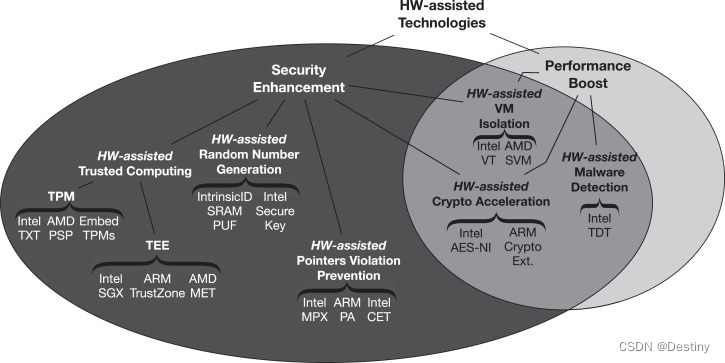 HW-assisted
Technologies
Security
Enhancement
Performance
Boost
HW-assisted
VM
Isolation
Intel AMD
VT SVM
HW-assisted
Trusted Computing
HW-assisted
Random Number
Generation
IntrinsicID Intel
SRAM Secure
PUF Key
HW-assisted
Malware
Detection
Intel
TDT
HW-assisted
Crypto Acceleration
Intel ARM
AES-NI Crypto
Ext.
TPM
Intel AMD Embed
TXT PSP TPMs
TEE
Intel ARM AMD
SGX TrustZone MET
HW-assisted
Pointers Violation
Prevention
Intel ARM Intel
MPX PA CET
CSDN @Destiny